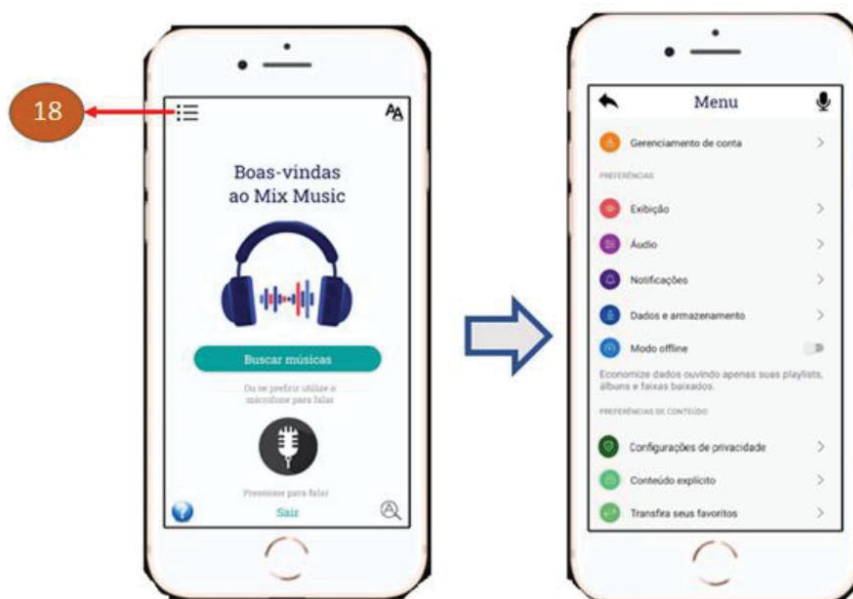 18
Boas-vindas
ao Mix Music
Buscar músicas
Ou se preferir utilize o
microfone para falar
Pressione para falar
Sair
Menu
Gerenciamento de conta
PREFERÊNCIAS
Exibição
Áudio
Notificações
Dados e armazenamento
Modo offline
Economize dados ouvindo apenas suas playlists,
álbuns e faixas baixados.
PREFERÊNCIAS DE CONTEÚDO
Configurações de privacidade
Conteúdo explícito
Transfira seus favoritos